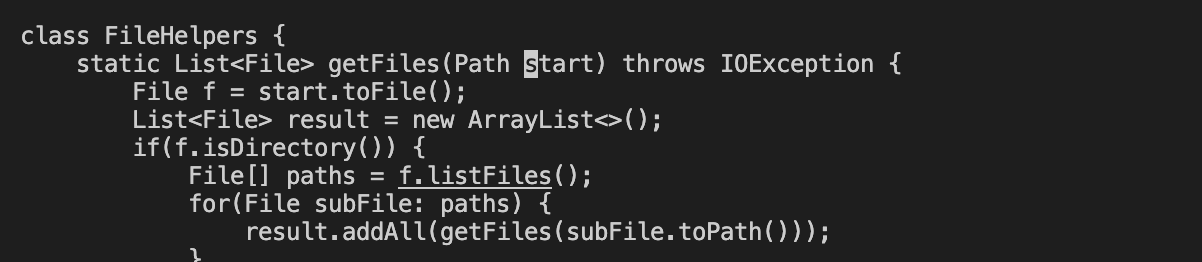 class FileHelpers {
    static List<File> getFiles(Path start) throws IOException {
        File f = start.toFile();
        List<File> result = new ArrayList<>();
        if(f.isDirectory()) {
            File[] paths = f.listFiles();
            for(File subFile: paths) {
                result.addAll(getFiles(subFile.toPath()));
            }